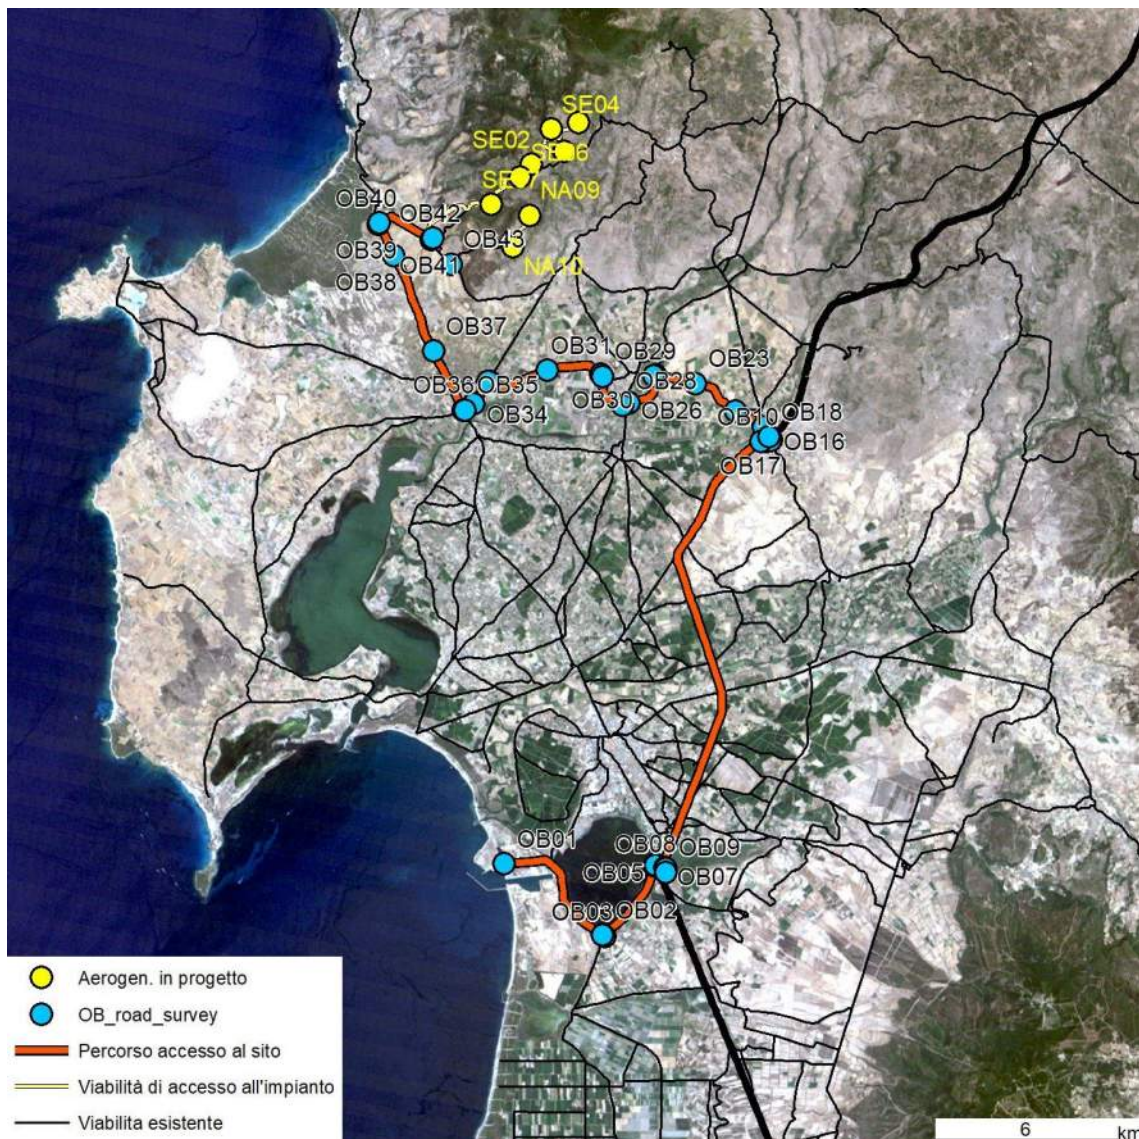 SE04
SE02
SE06
NA09
OB40
OB42
OB43
OB39
OB41
OB38
NA10
OB37
OB31
OB29
OB23
OB36
OB35
OB28
OB34
OB30
OB26
OB10
OB18
OB16
OB17
OB01
OB08
OB09
OB05
OB07
OB03
OB02
Aerogen. in progetto
OB_road_survey
Percorso accesso al sito
Viabilità di accesso all'impianto
Viabilita esistente
6
km